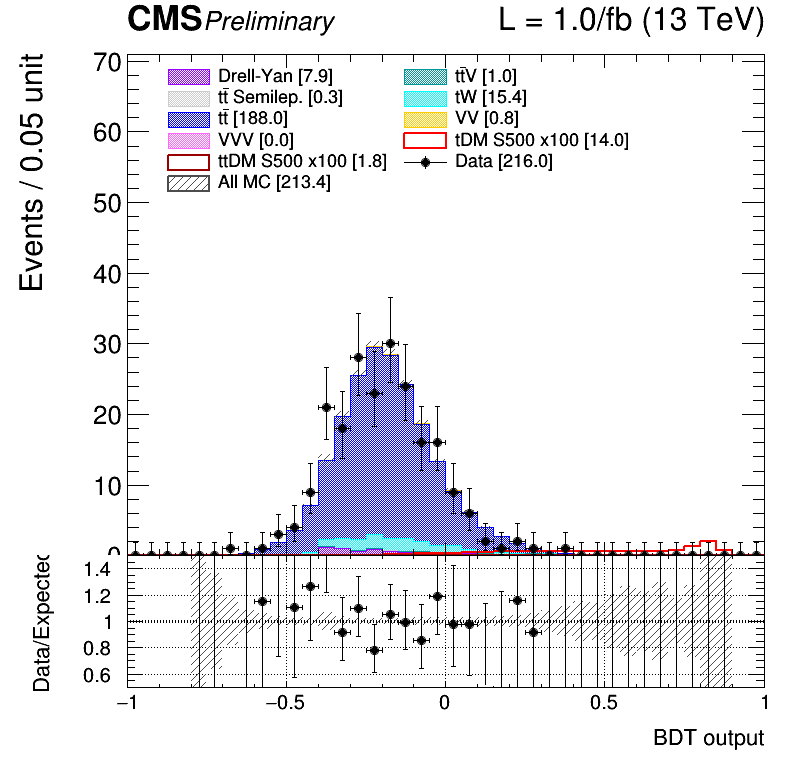 CMS Preliminary L = 1.0/fb (13 TeV)
Events / 0.05 unit
70
60
50
40
30
20
10
0
Drell-Yan [7.9]
tt̄V [1.0]
tt̄ Semilep. [0.3]
tW [15.4]
tt̄ [188.0]
VV [0.8]
VVV [0.0]
tDM S500 x100 [14.0]
ttDM S500 x100 [1.8]
Data [216.0]
All MC [213.4]
Data/Expected
1.4
1.2
1
0.8
0.6
−1 −0.5 0 0.5 1
BDT output